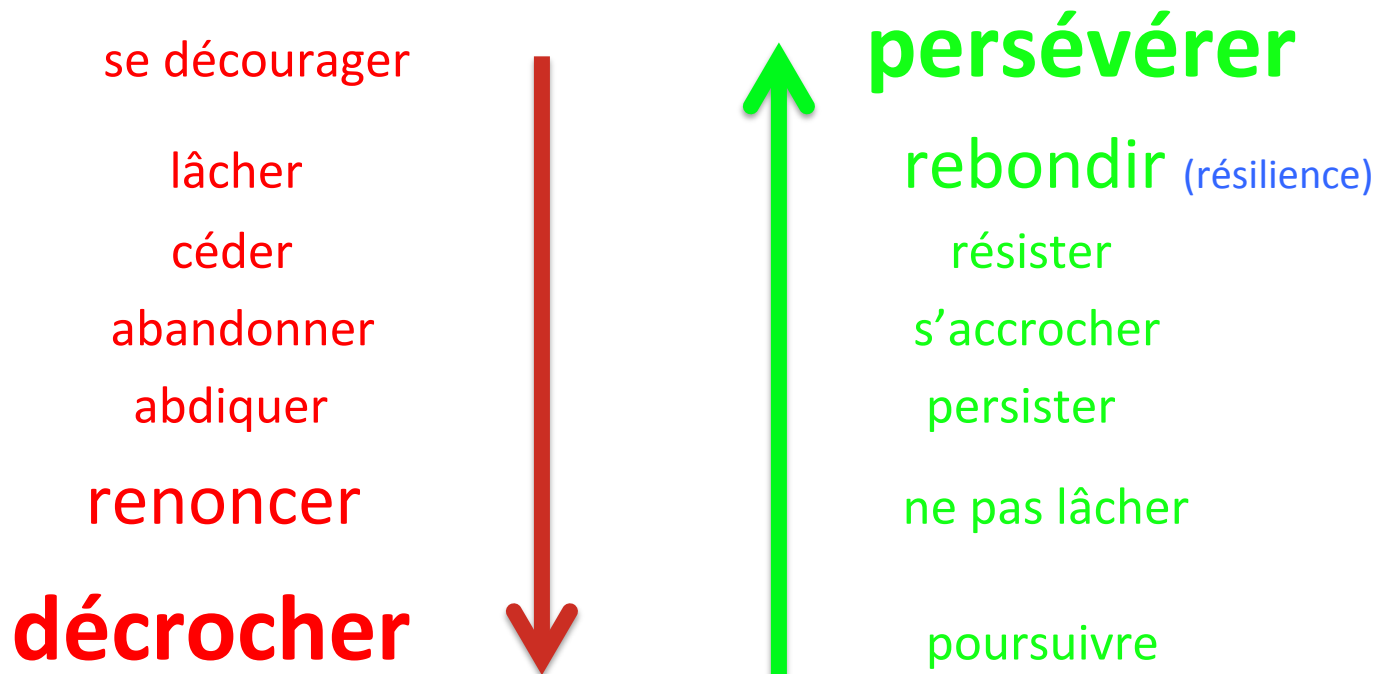 se décourager
lâcher
céder
abandonner
abdiquer
renoncer
décrocher
persévérer
rebondir (résilience)
résister
s’accrocher
persister
ne pas lâcher
poursuivre